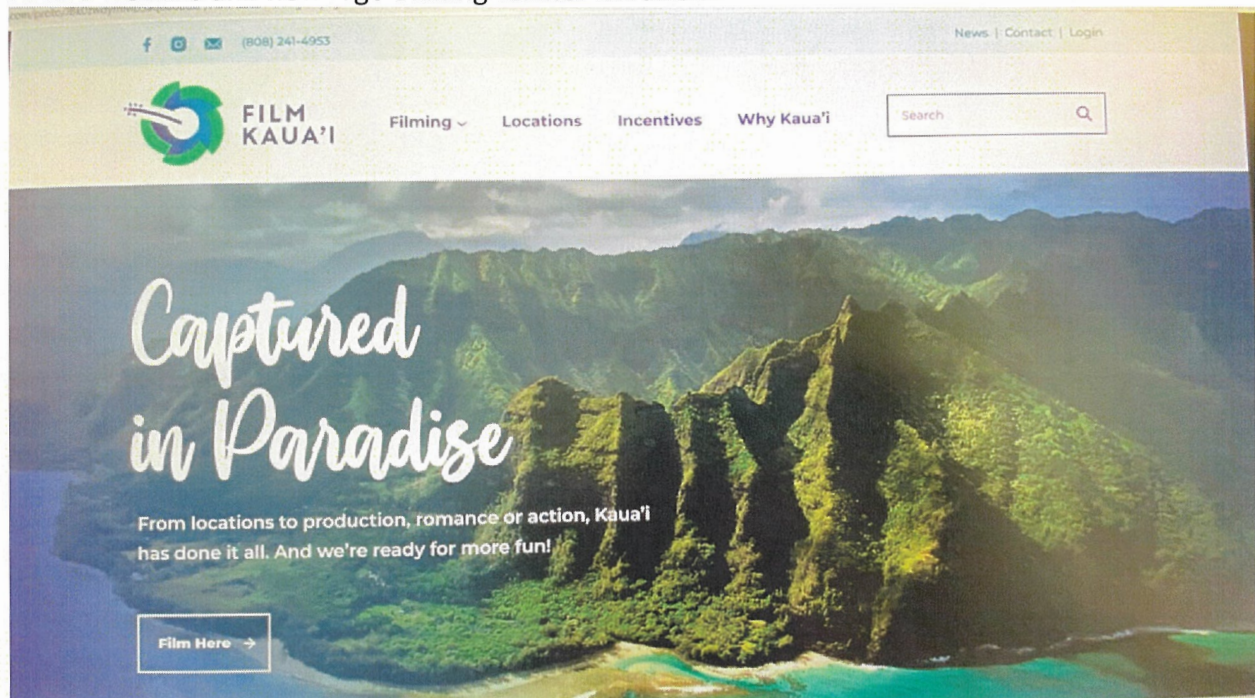 (808) 241-4953
News | Contact | Login
FILM
KAUA'I
Filming
Locations
Incentives
Why Kaua'i
Search
Captured
in Paradise
From locations to production, romance or action, Kaua'i
has done it all. And we're ready for more fun!
Film Here →